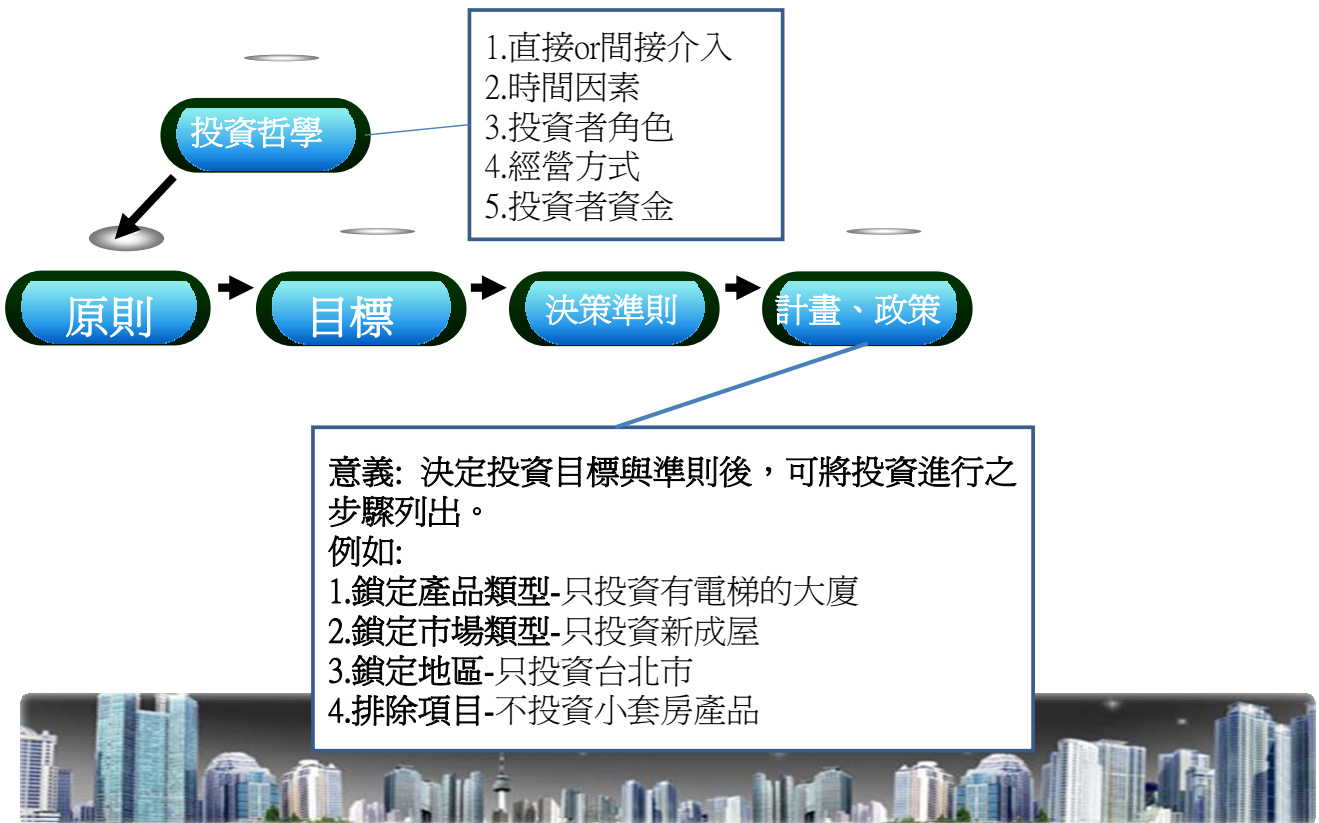 1.直接or間接介入
2.時間因素
3.投資者角色
4.經營方式
5.投資者資金
投資哲學
原則
目標
決策準則
計畫、政策
意義: 決定投資目標與準則後，可將投資進行之
步驟列出。
例如:
1.鎖定產品類型-只投資有電梯的大廈
2.鎖定市場類型-只投資新成屋
3.鎖定地區-只投資台北市
4.排除項目-不投資小套房產品